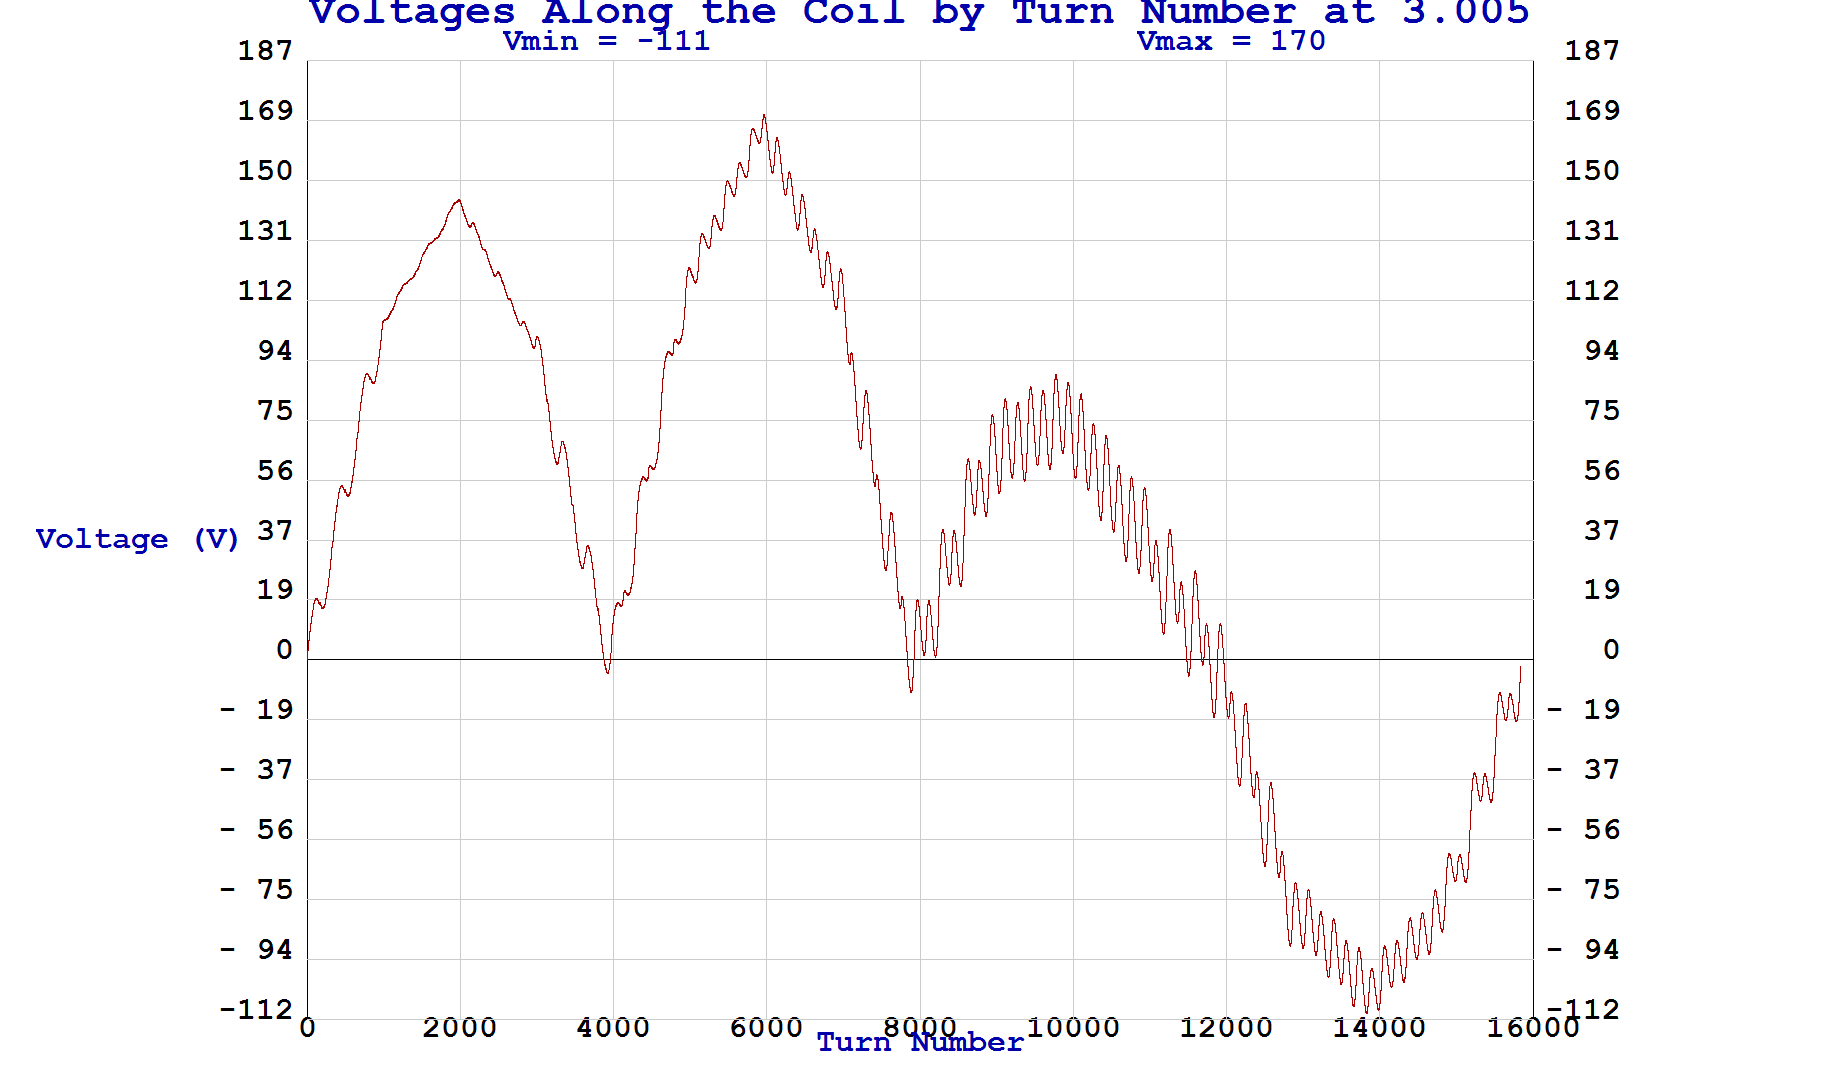 Voltages Along the Coil by Turn Number at 3.005
Vmin = -111 Vmax = 170
187 187
169 169
150 150
131 131
112 112
94 94
75 75
56 56
Voltage (V) 37 37
19 19
0 0
- 19 - 19
- 37 - 37
- 56 - 56
- 75 - 75
- 94 - 94
-112 -112
0 2000 4000 6000 8000 10000 12000 14000 16000
Turn Number